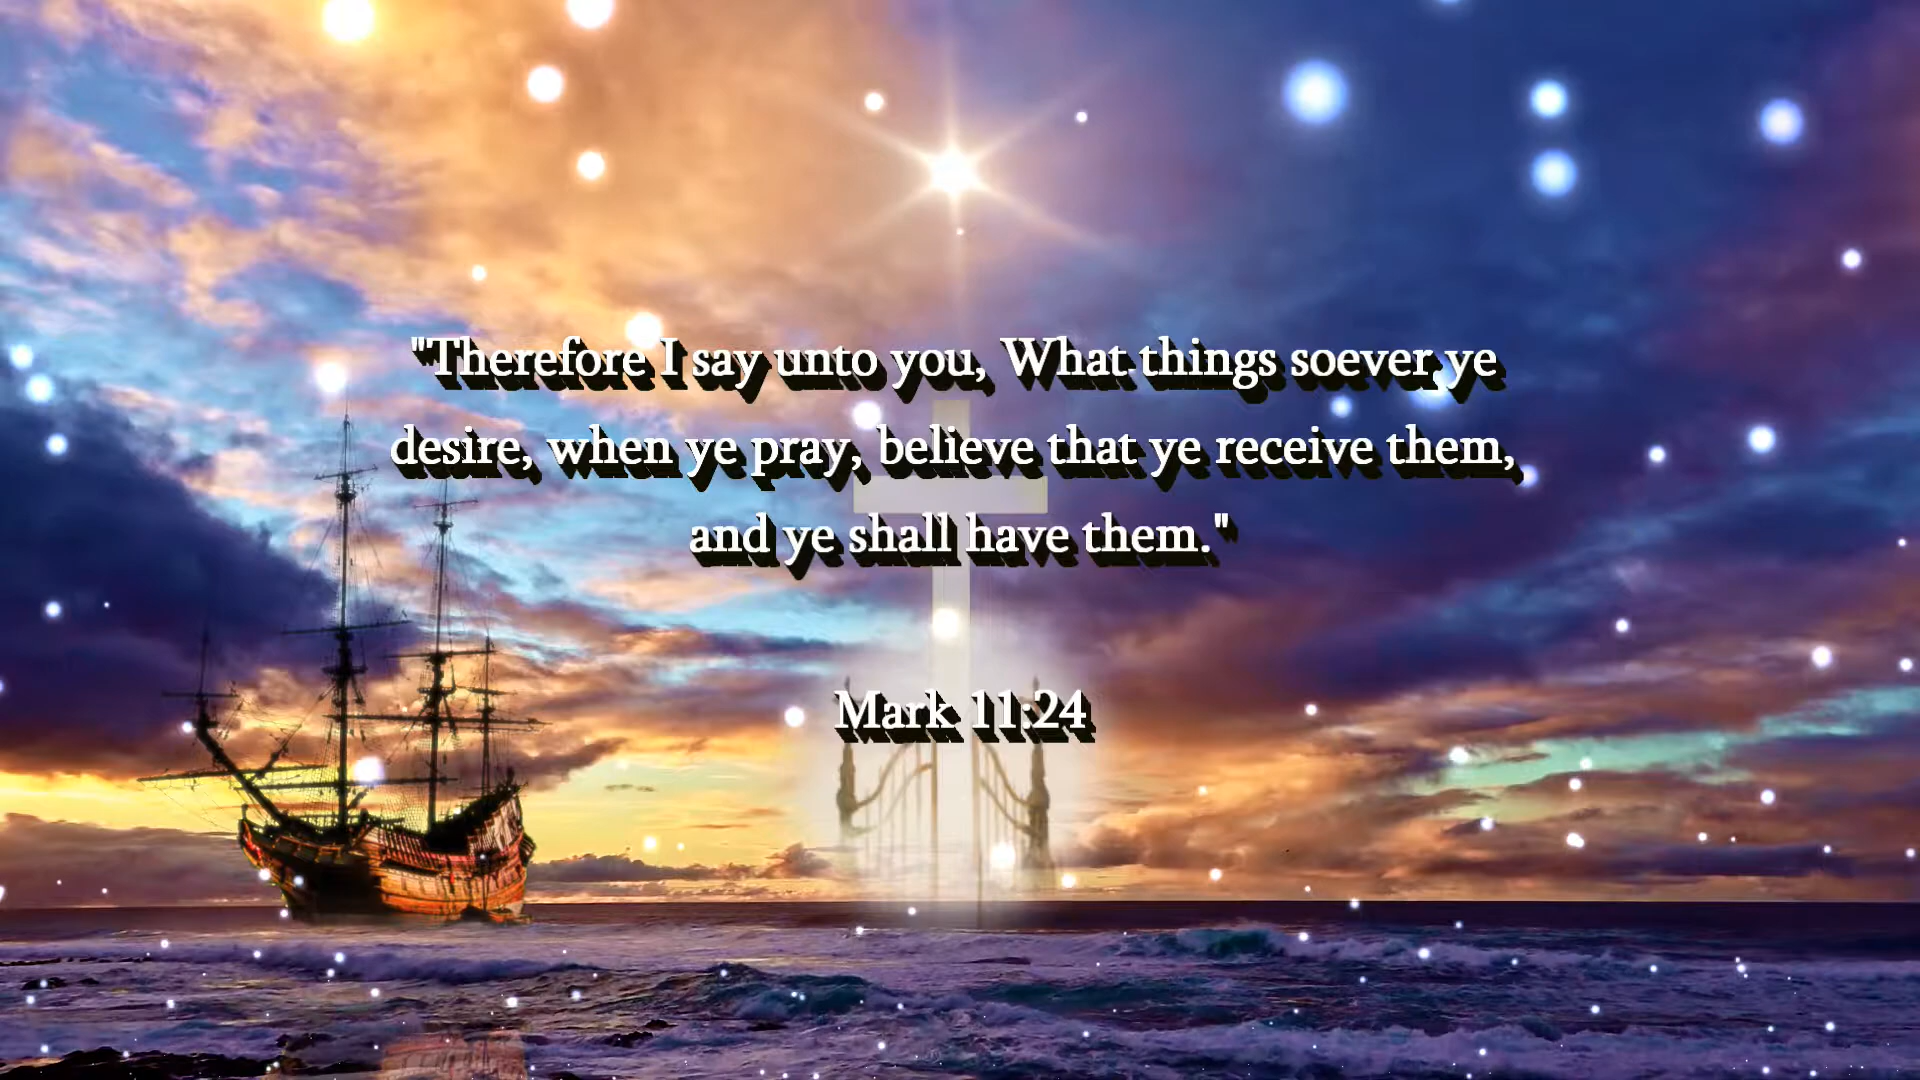 "Therefore I say unto you, What things soever ye
desire, when ye pray, believe that ye receive them,
and ye shall have them."
Mark 11:24